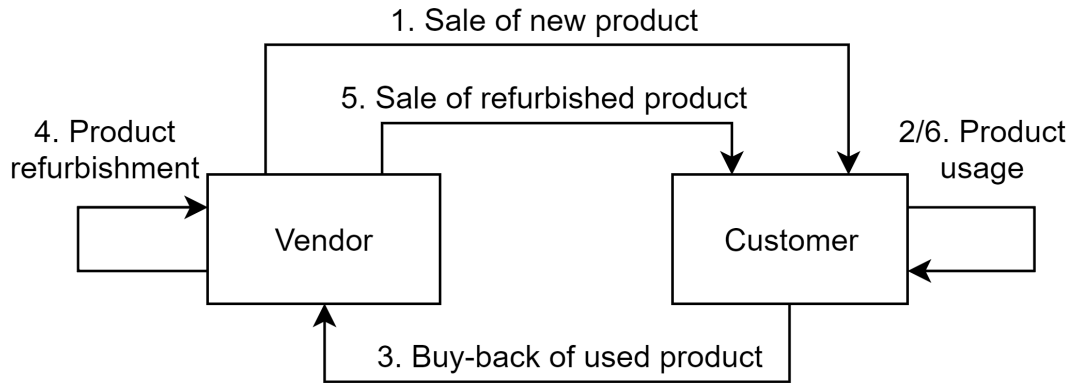 1. Sale of new product
5. Sale of refurbished product
4. Product
refurbishment
2/6. Product
usage
Vendor
Customer
3. Buy-back of used product